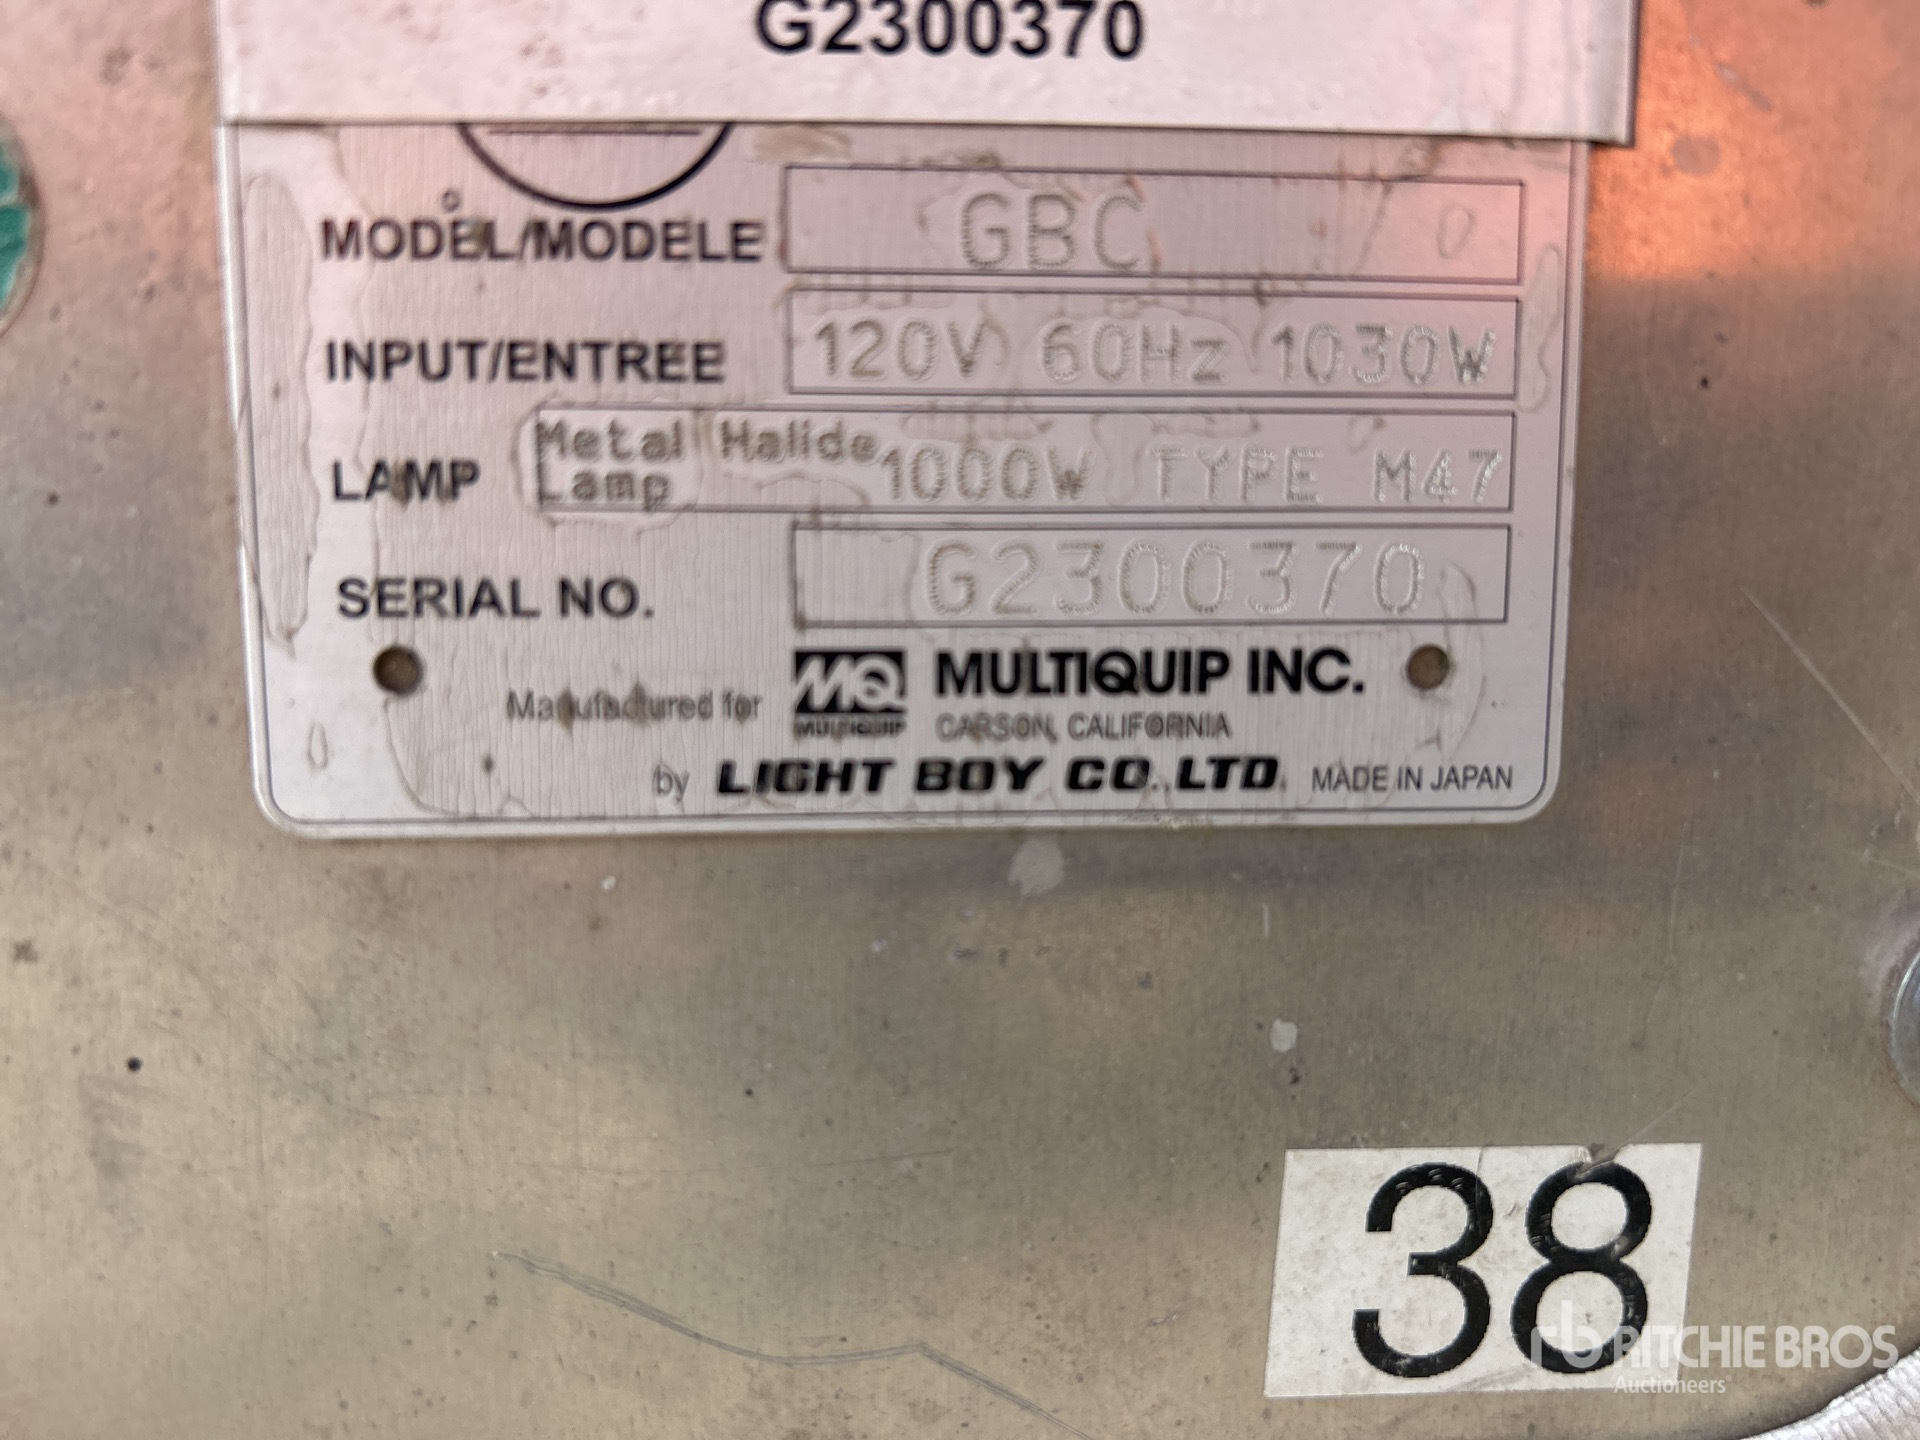 G2300370
MODEL/MODELE GBC
INPUT/ENTREE 120V 60Hz 1030W
LAMP Metal Halide Lamp 1000W TYPE M47
SERIAL NO. G2300370
Manufactured for MQ MULTIQUIP MULTIQUIP INC.
CARSON, CALIFORNIA
by LIGHT BOY CO.,LTD. MADE IN JAPAN
38
rb RITCHIE BROS
Auctioneers